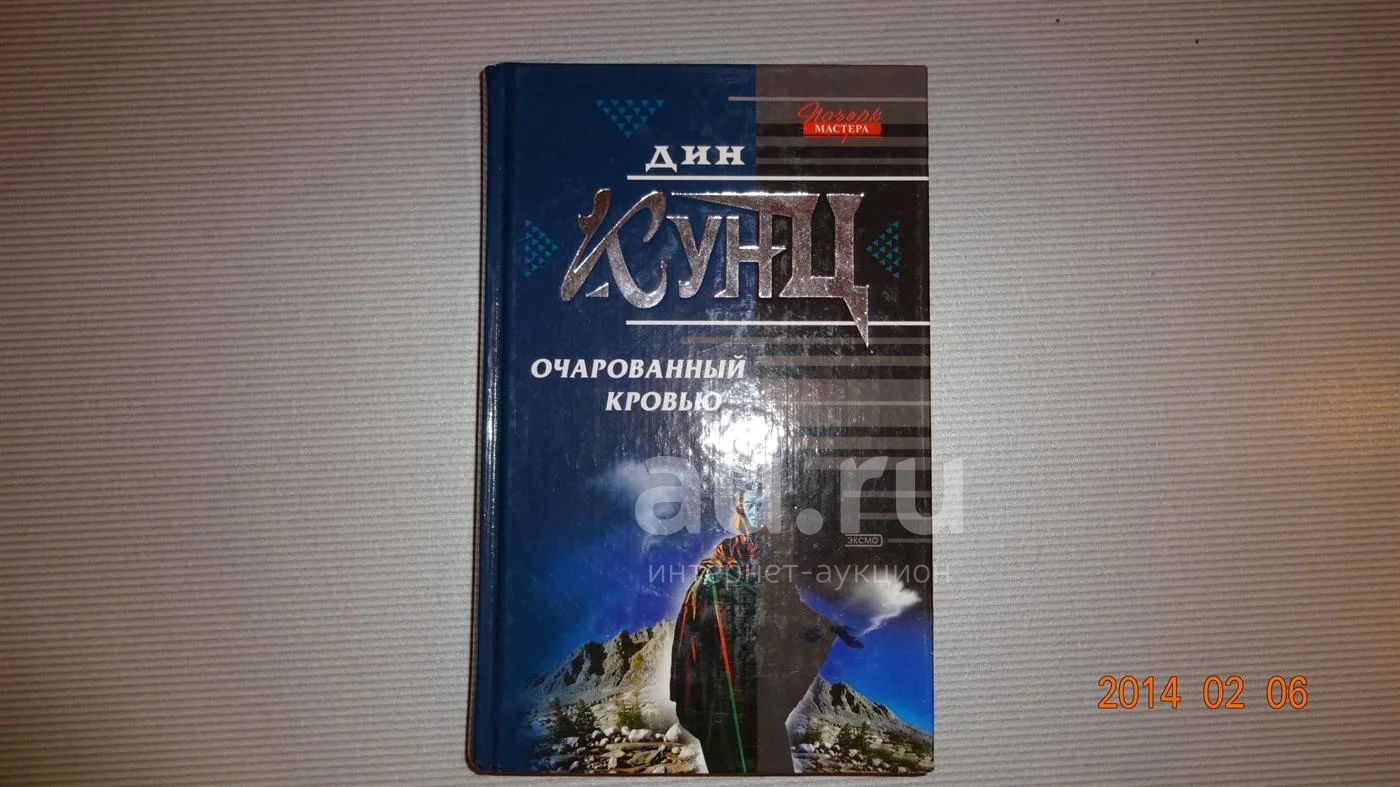 Почерк
МАСТЕРА
ДИН
КУНЦ
ОЧАРОВАННЫЙ
КРОВЬЮ
au.ru
ЭКСМО
интернет-аукцион
2014 02 06